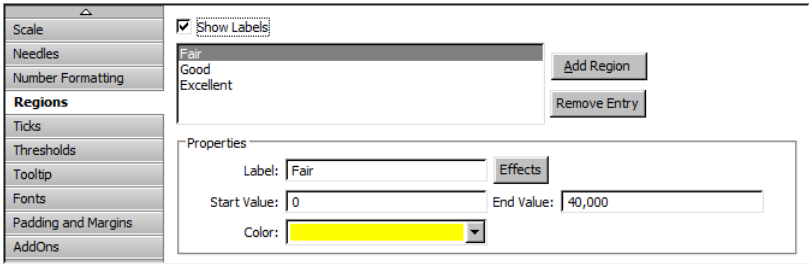 Scale
Needles
Number Formatting
Regions
Ticks
Thresholds
Tooltip
Fonts
Padding and Margins
AddOns
Show Labels
Fair
Good
Excellent
Add Region
Remove Entry
Properties
Label: Fair Effects
Start Value: 0 End Value: 40,000
Color: